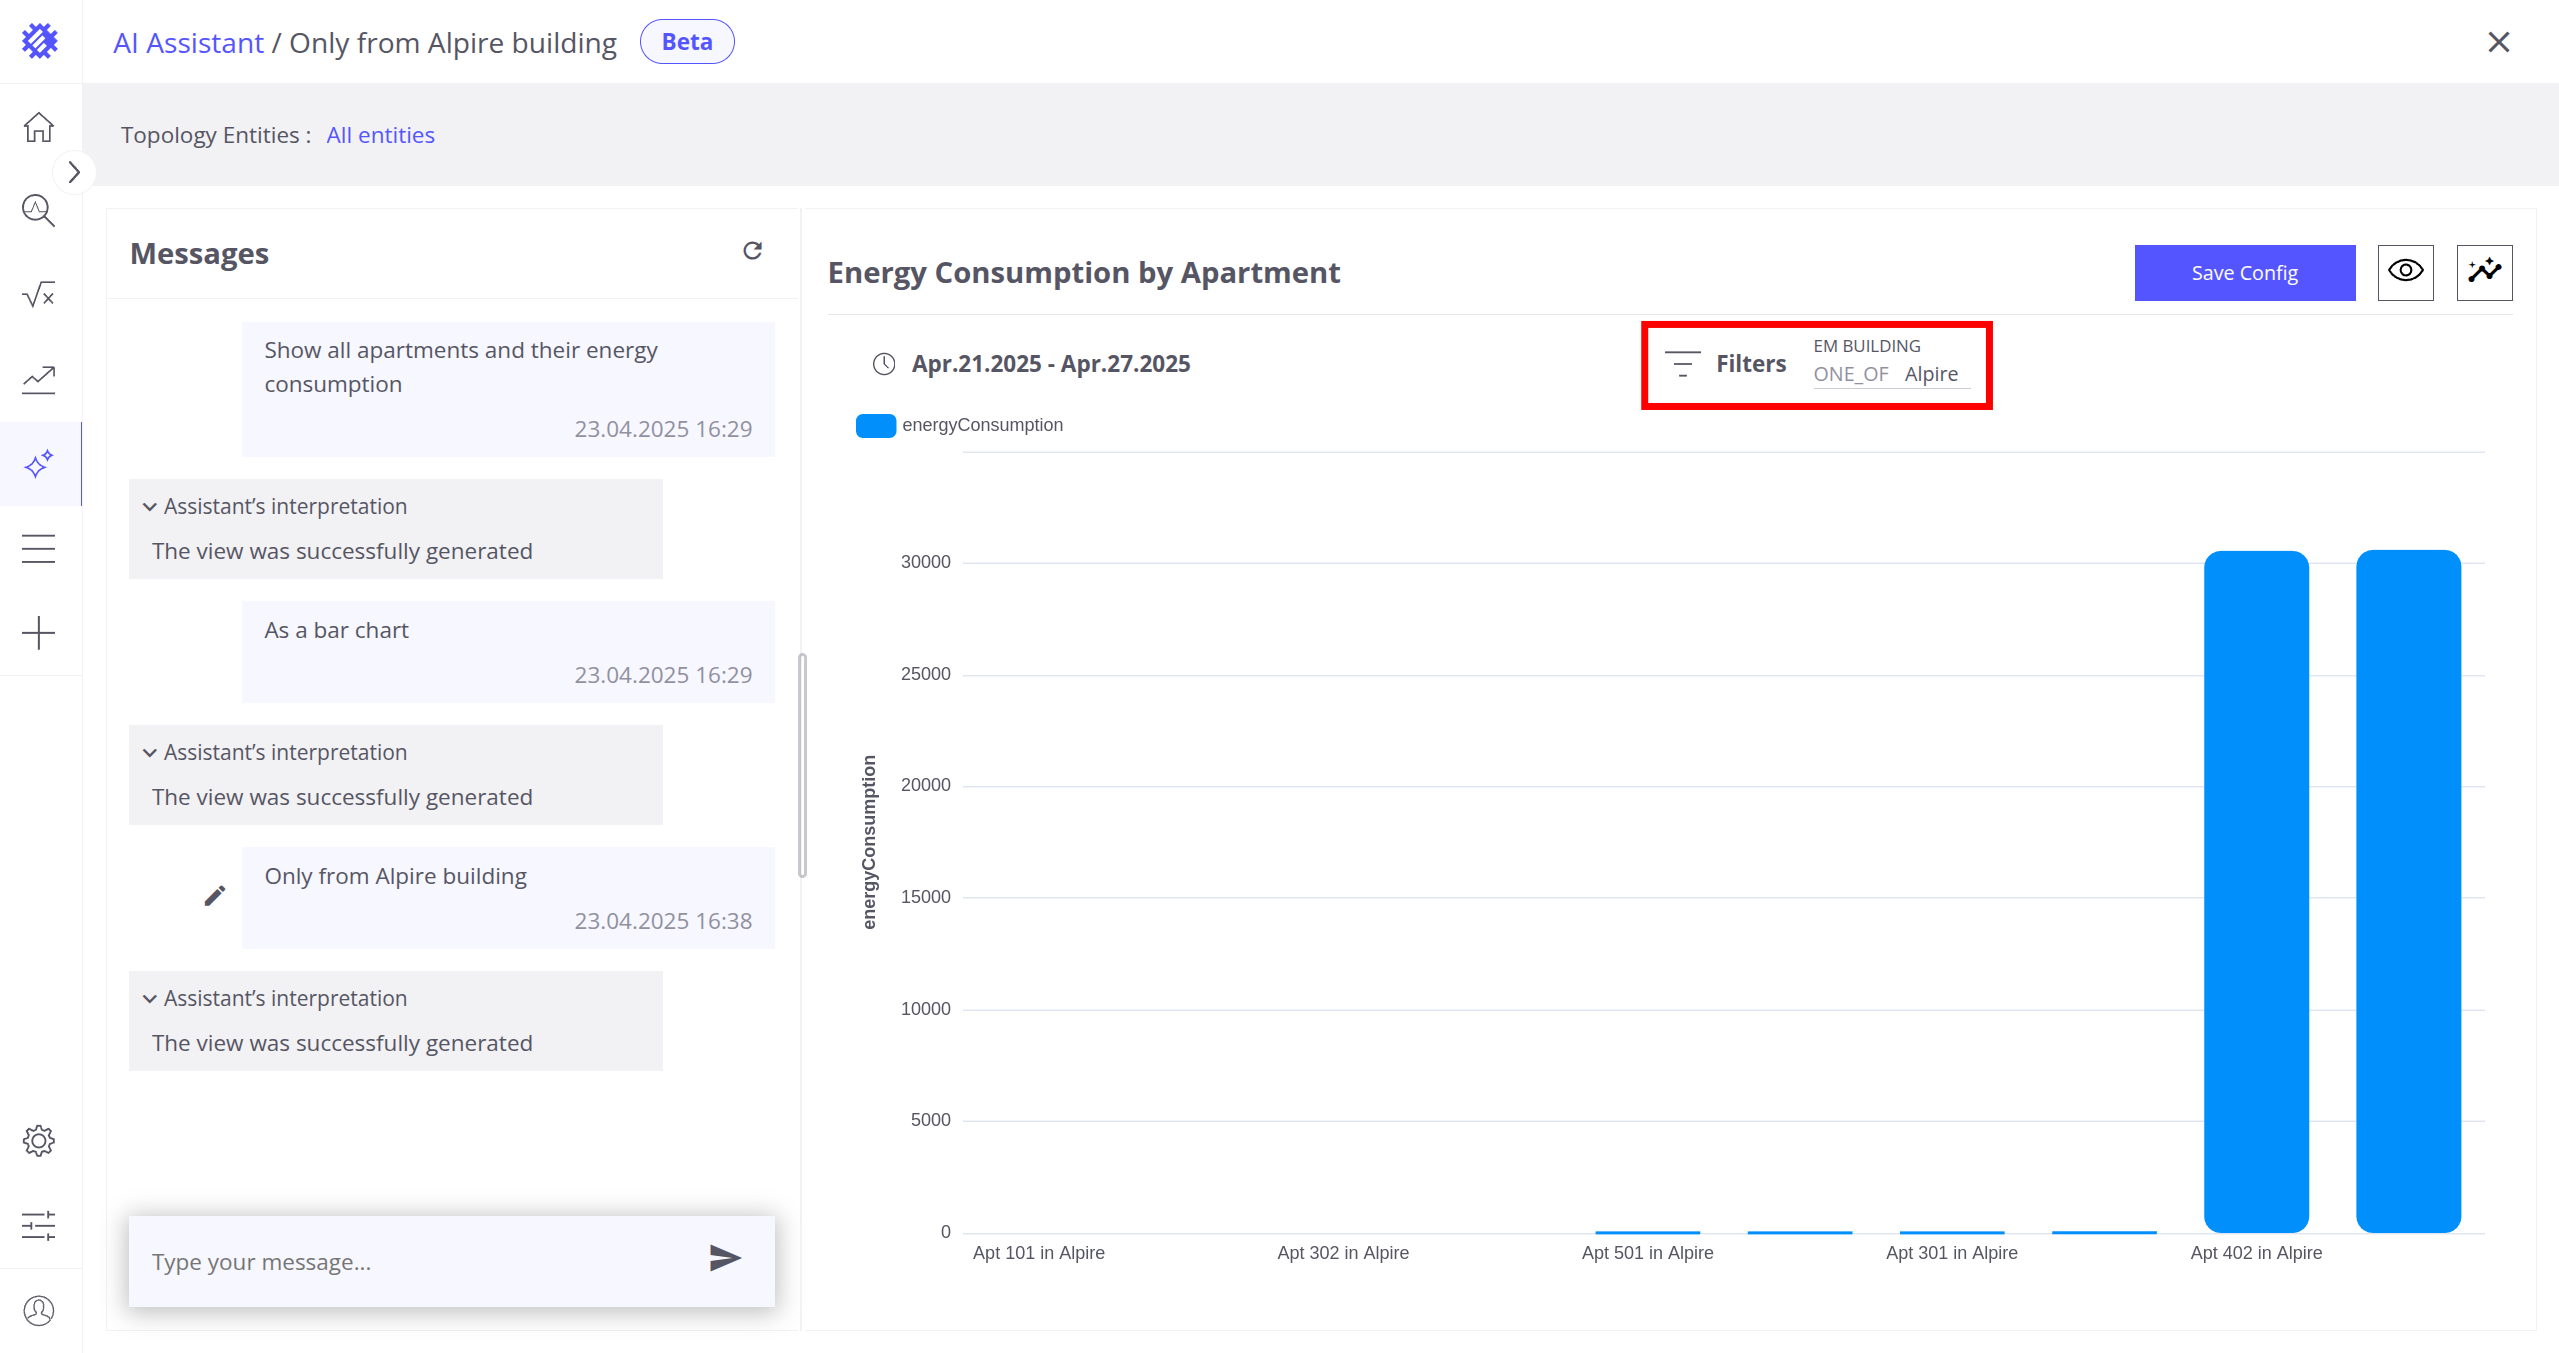 AI Assistant / Only from Alpire building
Beta
Topology Entities : All entities
Messages
Show all apartments and their energy
consumption
23.04.2025 16:29
Assistant’s interpretation
The view was successfully generated
As a bar chart
23.04.2025 16:29
Assistant’s interpretation
The view was successfully generated
Only from Alpire building
23.04.2025 16:38
Assistant’s interpretation
The view was successfully generated
Type your message...
Energy Consumption by Apartment
Save Config
Apr.21.2025 - Apr.27.2025
Filters
EM BUILDING
ONE_OF Alpire
energyConsumption
energyConsumption
30000
25000
20000
15000
10000
5000
0
Apt 101 in Alpire
Apt 302 in Alpire
Apt 501 in Alpire
Apt 301 in Alpire
Apt 402 in Alpire